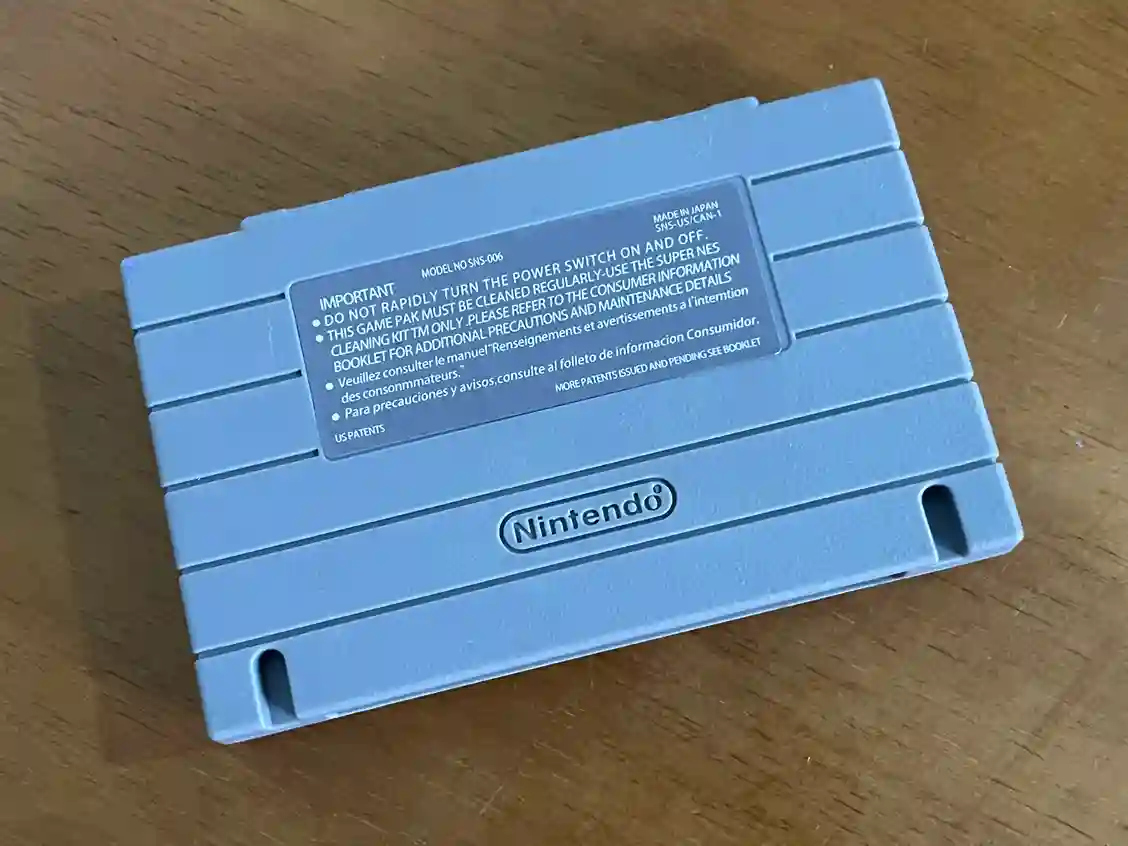 MADE IN JAPAN
MODEL NO SNS-006 SNS-US/CAN-1
IMPORTANT
● DO NOT RAPIDLY TURN THE POWER SWITCH ON AND OFF.
● THIS GAME PAK MUST BE CLEANED REGULARLY-USE THE SUPER NES
CLEANING KIT TM ONLY .PLEASE REFER TO THE CONSUMER INFORMATION
BOOKLET FOR ADDITIONAL PRECAUTIONS AND MAINTENANCE DETAILS
● Veuillez consulter le manuel "Renseignements et avertissements a l'intemtion
des consonmmateurs."
● Para precauciones y avisos,consulte al folleto de informacion Consumidor.
MORE PATENTS ISSUED AND PENDING SEE BOOKLET
US PATENTS
Nintendo